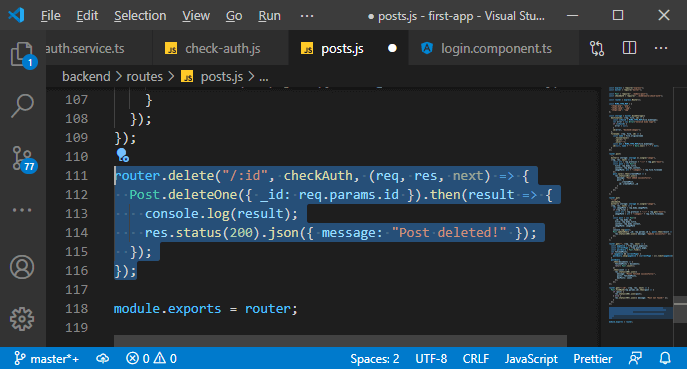 File Edit Selection View Go Run ··· ● posts.js - first-app - Visual Stu...
auth.service.ts JS check-auth.js JS posts.js ● login.component.ts ···
backend > routes > JS posts.js > ...
107 }
108 });
109 });
110
111 router.delete("/:id", checkAuth, (req, res, next) => {
112 Post.deleteOne({ _id: req.params.id }).then(result => {
113 console.log(result);
114 res.status(200).json({ message: "Post deleted!" });
115 });
116 });
117
118 module.exports = router;
119
1
77
master*+ 0 0 Spaces: 2 UTF-8 CRLF JavaScript Prettier